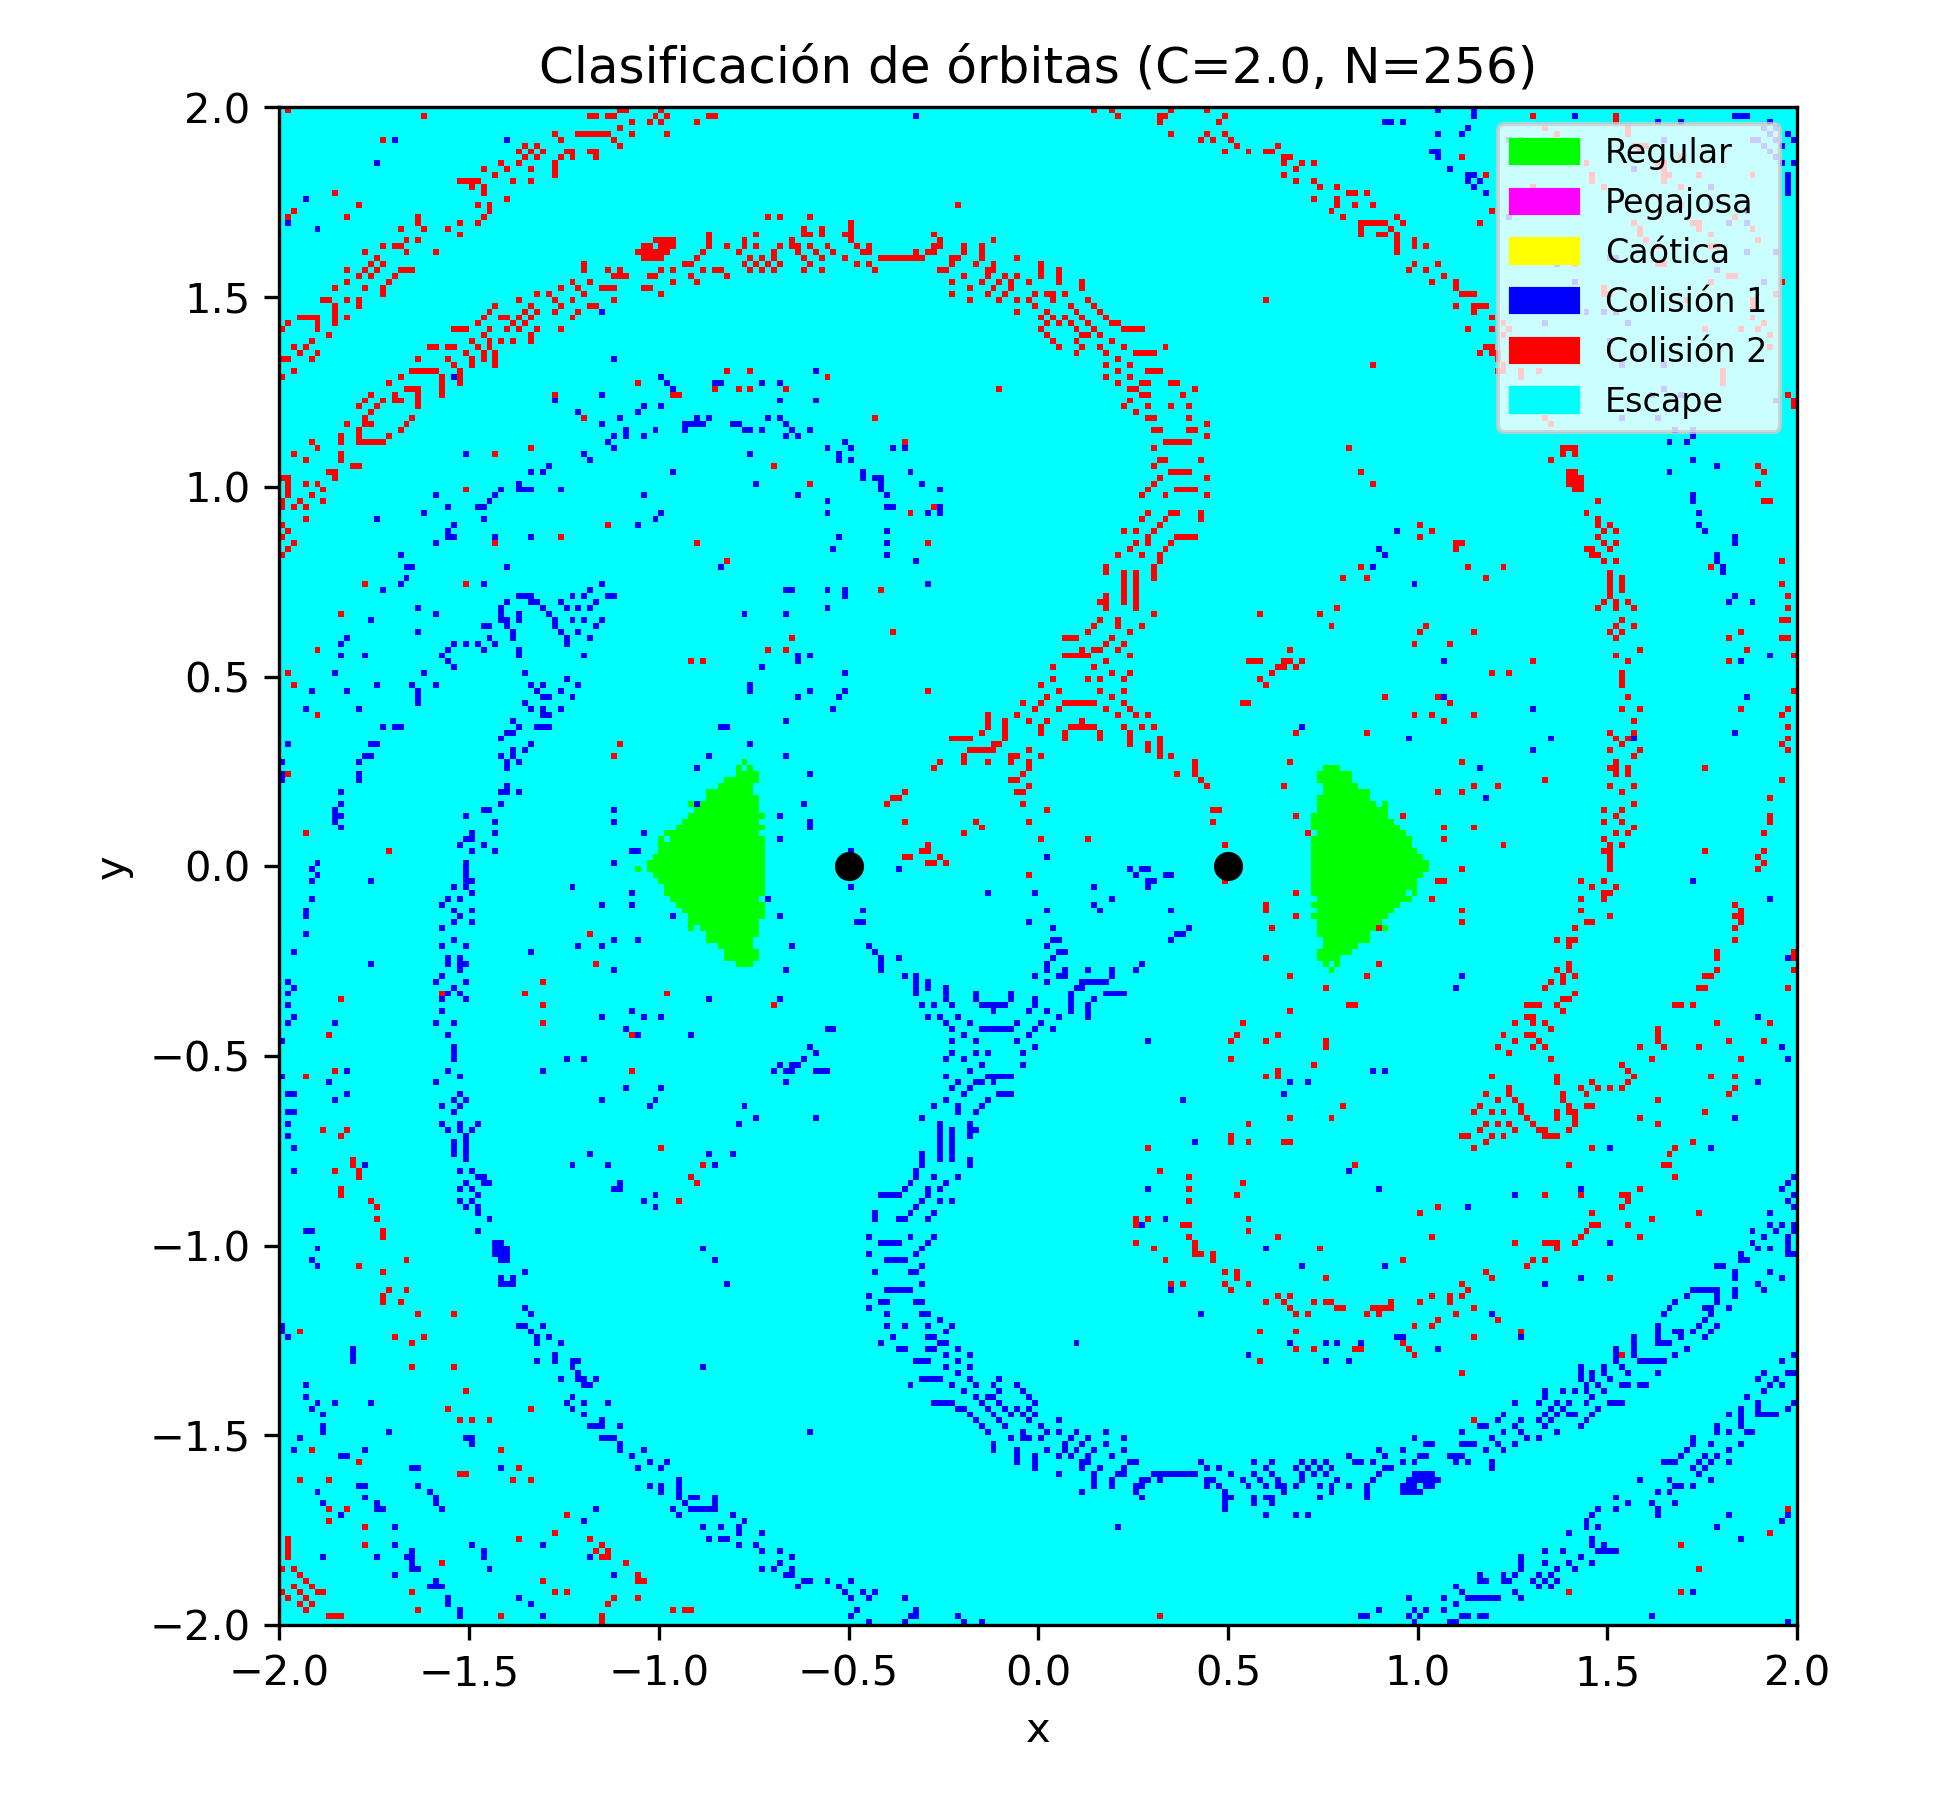 Clasificación de órbitas (C=2.0, N=256)
2.0
1.5
1.0
0.5
0.0
−0.5
−1.0
−1.5
−2.0
y
Regular
Pegajosa
Caótica
Colisión 1
Colisión 2
Escape
−2.0 −1.5 −1.0 −0.5 0.0 0.5 1.0 1.5 2.0
x